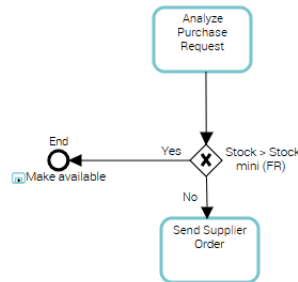 Analyze
Purchase
Request
End
Yes
Stock > Stock
mini (FR)
Make available
No
Send Supplier
Order